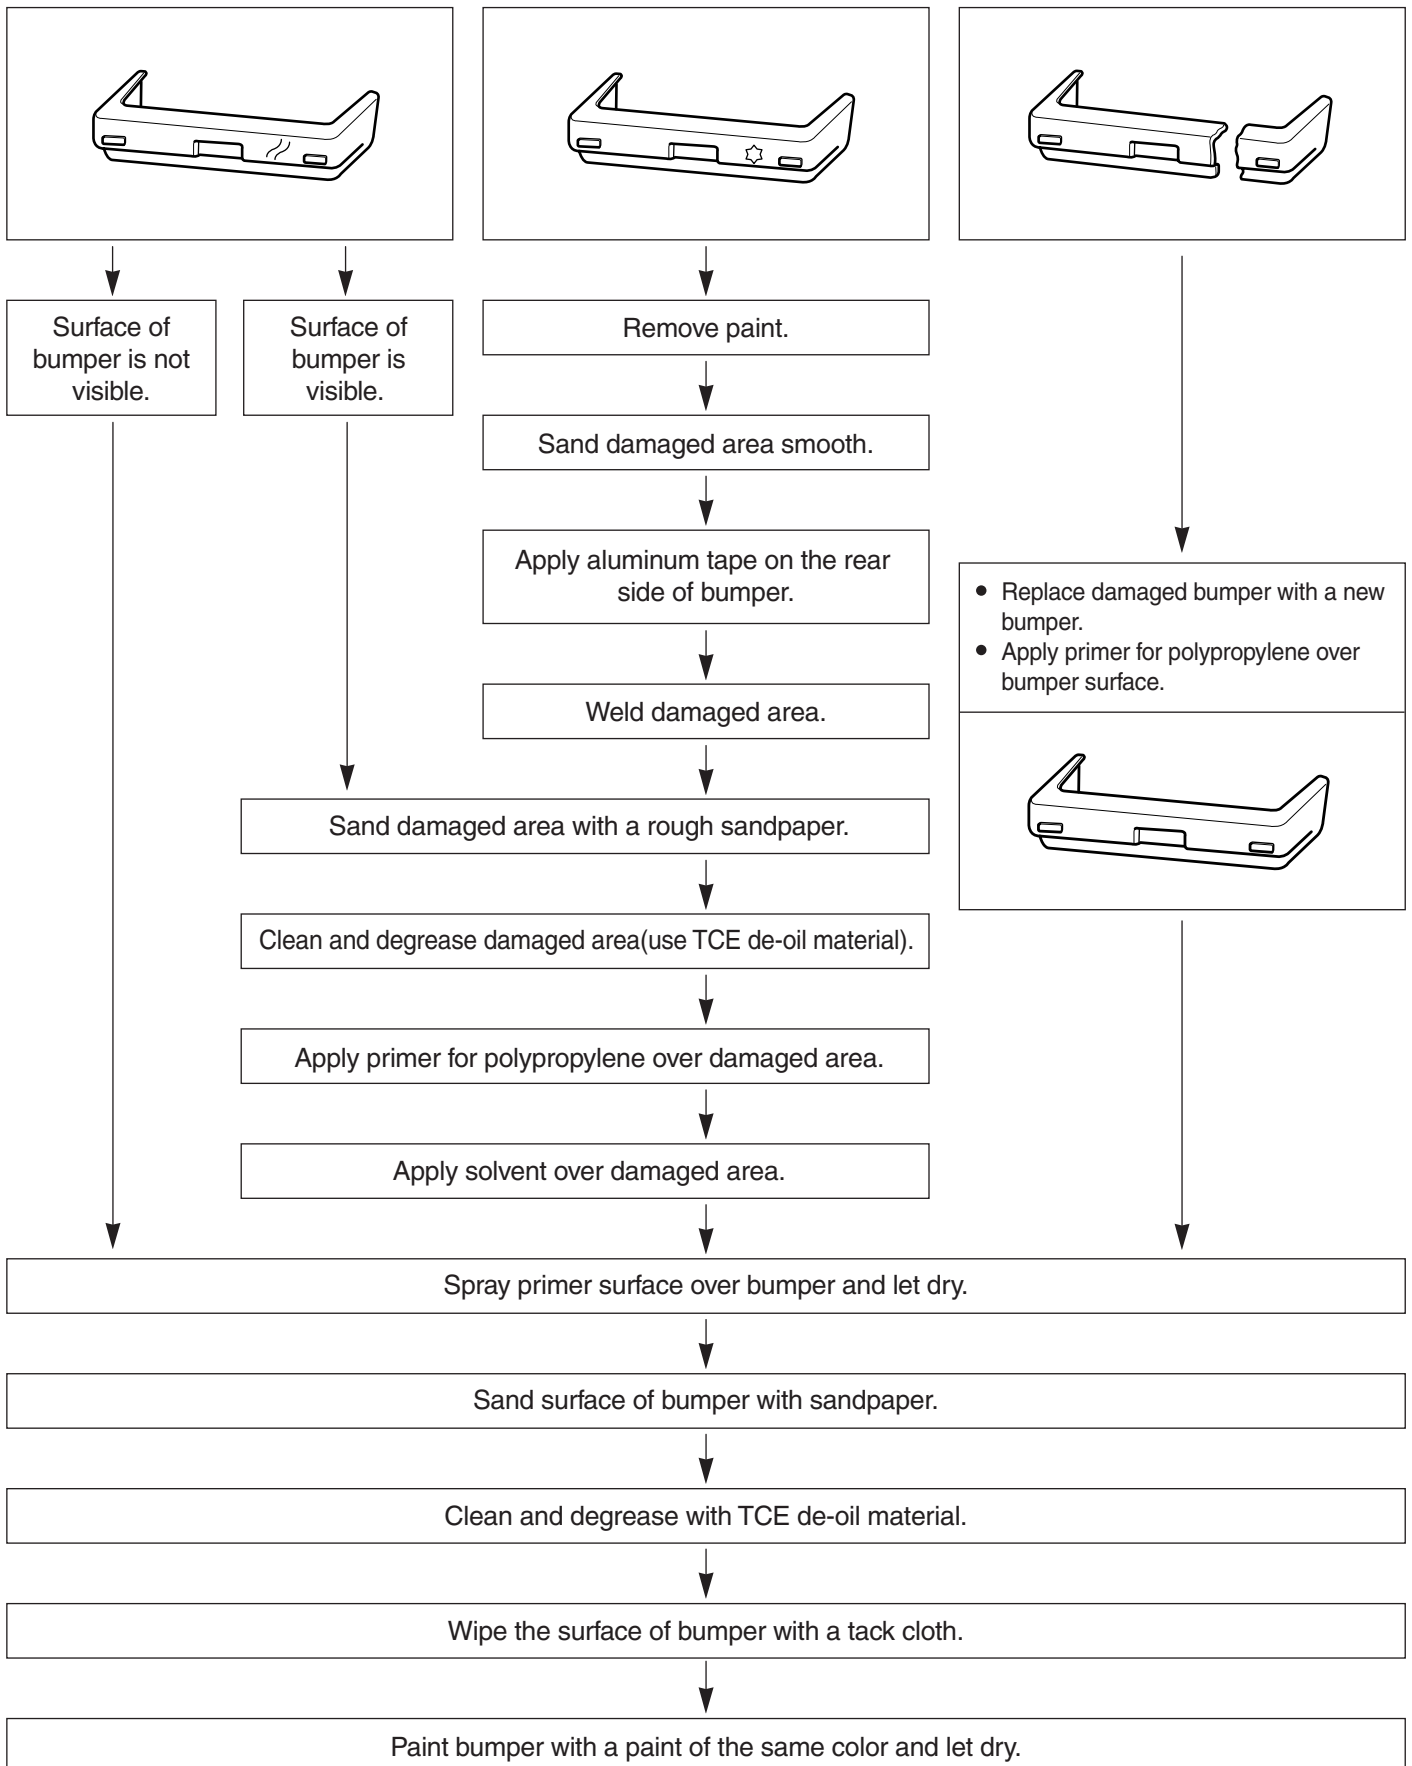 Surface of
bumper is not
visible.
Surface of
bumper is
visible.
Remove paint.
Sand damaged area smooth.
Apply aluminum tape on the rear
side of bumper.
Weld damaged area.
• Replace damaged bumper with a new
bumper.
• Apply primer for polypropylene over
bumper surface.
Sand damaged area with a rough sandpaper.
Clean and degrease damaged area(use TCE de-oil material).
Apply primer for polypropylene over damaged area.
Apply solvent over damaged area.
Spray primer surface over bumper and let dry.
Sand surface of bumper with sandpaper.
Clean and degrease with TCE de-oil material.
Wipe the surface of bumper with a tack cloth.
Paint bumper with a paint of the same color and let dry.